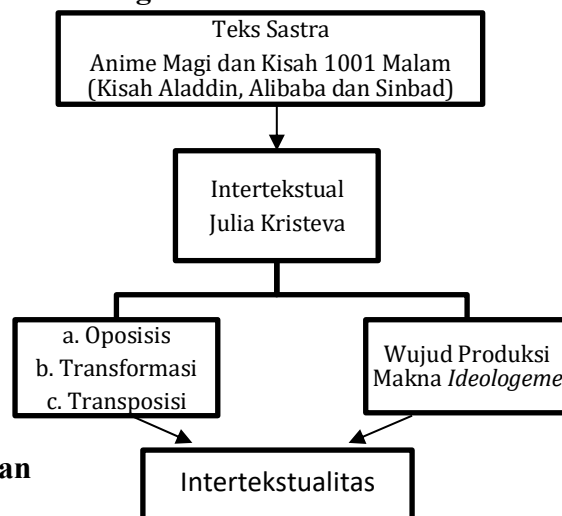 Teks Sastra
Anime Magi dan Kisah 1001 Malam
(Kisah Aladdin, Alibaba dan Sinbad)
Intertekstual
Julia Kristeva
a. Oposisis
b. Transformasi
c. Transposisi
Wujud Produksi
Makna Ideologeme
an
Intertekstualitas